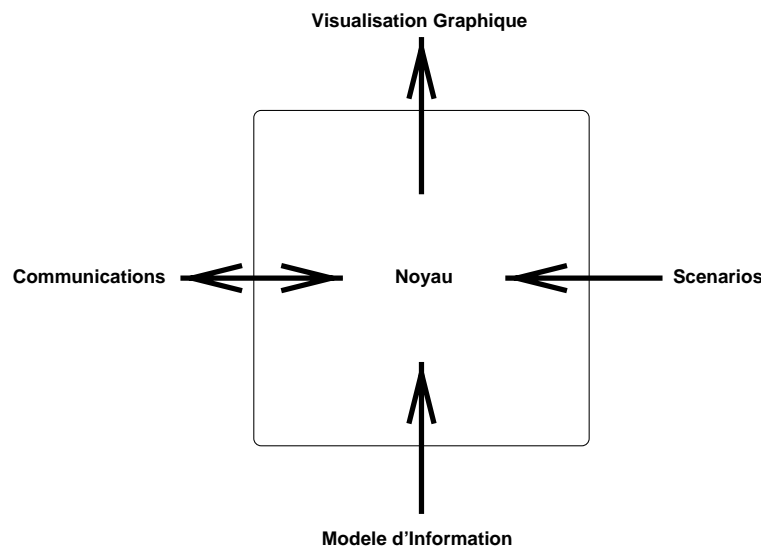 Visualisation Graphique
Communications
Noyau
Scenarios
Modele d'Information